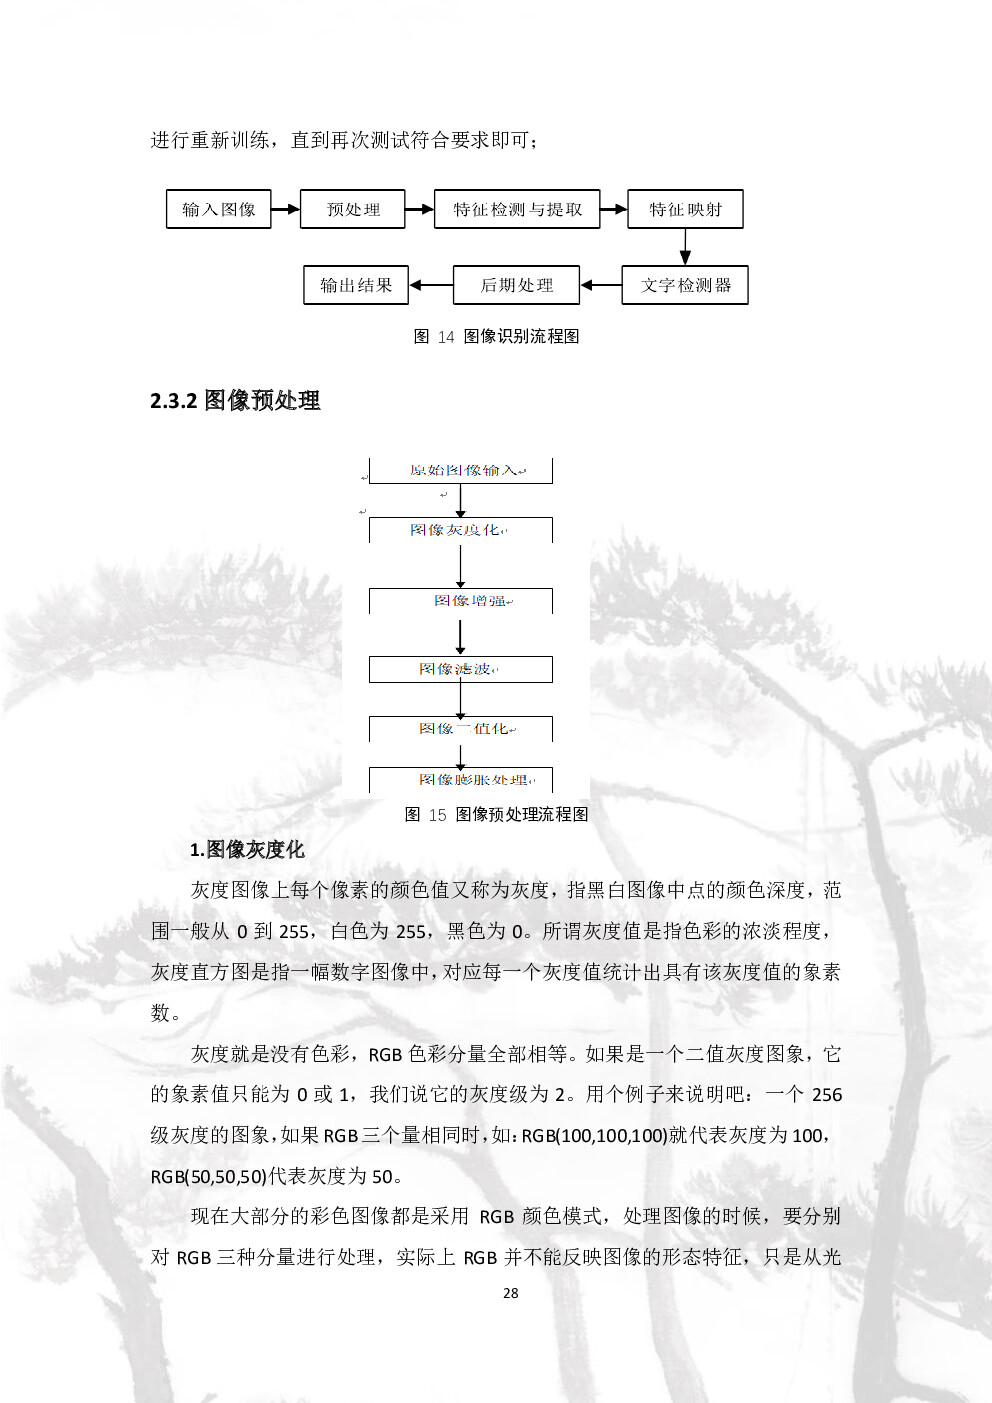 进行重新训练，直到再次测试符合要求即可；
输入图像 预处理 特征检测与提取 特征映射
输出结果 后期处理 文字检测器
图 14 图像识别流程图
2.3.2 图像预处理
原始图像输入
图像灰度化
图像增强
图像滤波
图像二值化
图像膨胀处理
图 15 图像预处理流程图
1.图像灰度化
灰度图像上每个像素的颜色值又称为灰度，指黑白图像中点的颜色深度，范
围一般从 0 到 255，白色为 255，黑色为 0。所谓灰度值是指色彩的浓淡程度，
灰度直方图是指一幅数字图像中，对应每一个灰度值统计出具有该灰度值的象素
数。
灰度就是没有色彩，RGB 色彩分量全部相等。如果是一个二值灰度图象，它
的象素值只能为 0 或 1，我们说它的灰度级为 2。用个例子来说明吧：一个 256
级灰度的图象，如果 RGB 三个量相同时，如：RGB(100,100,100)就代表灰度为 100，
RGB(50,50,50)代表灰度为 50。
现在大部分的彩色图像都是采用 RGB 颜色模式，处理图像的时候，要分别
对 RGB 三种分量进行处理，实际上 RGB 并不能反映图像的形态特征，只是从光
28